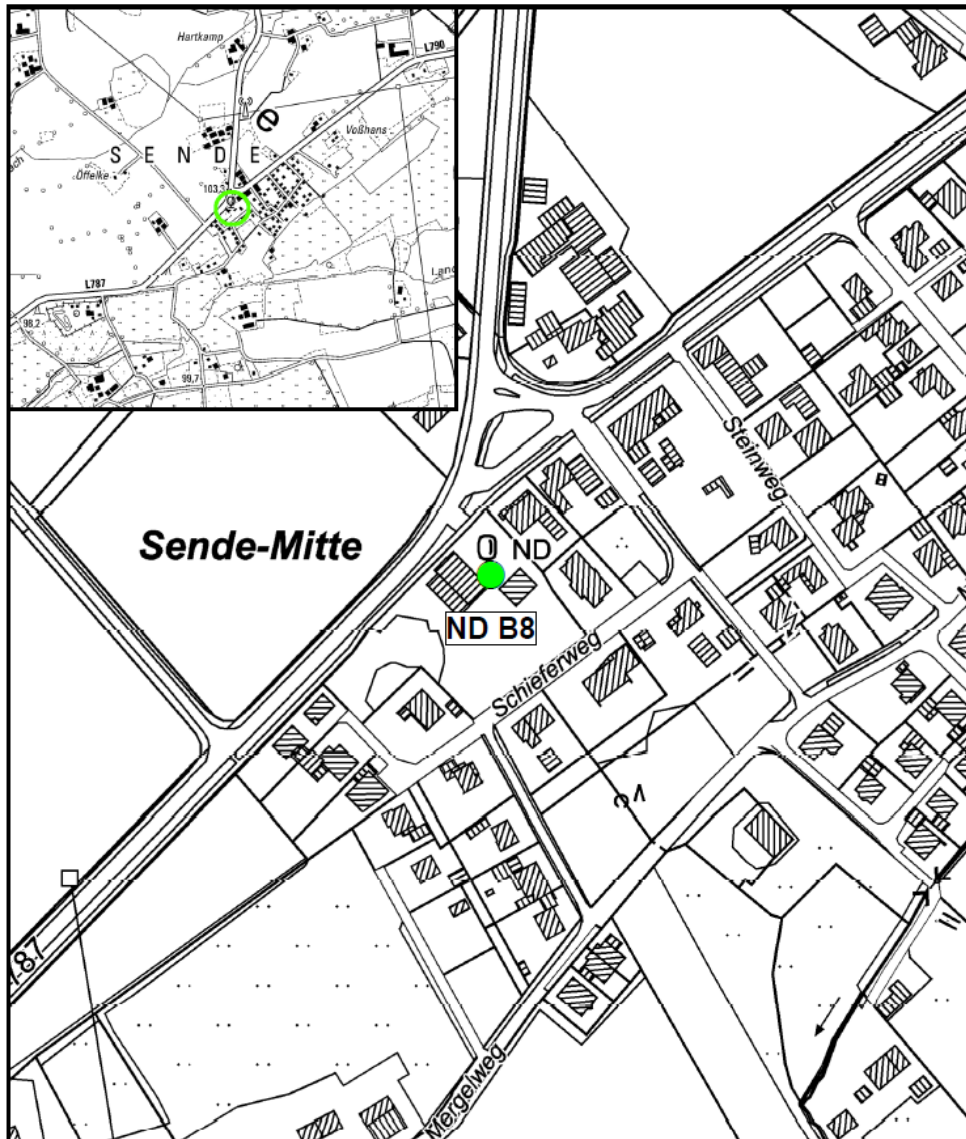 Hartkamp
L790
e
Voßhans
S E N D E
Öffelke
103,3
L787
98,2
99,7
Steinweg
Sende-Mitte
ND
ND B8
Schieferweg
Mergelweg